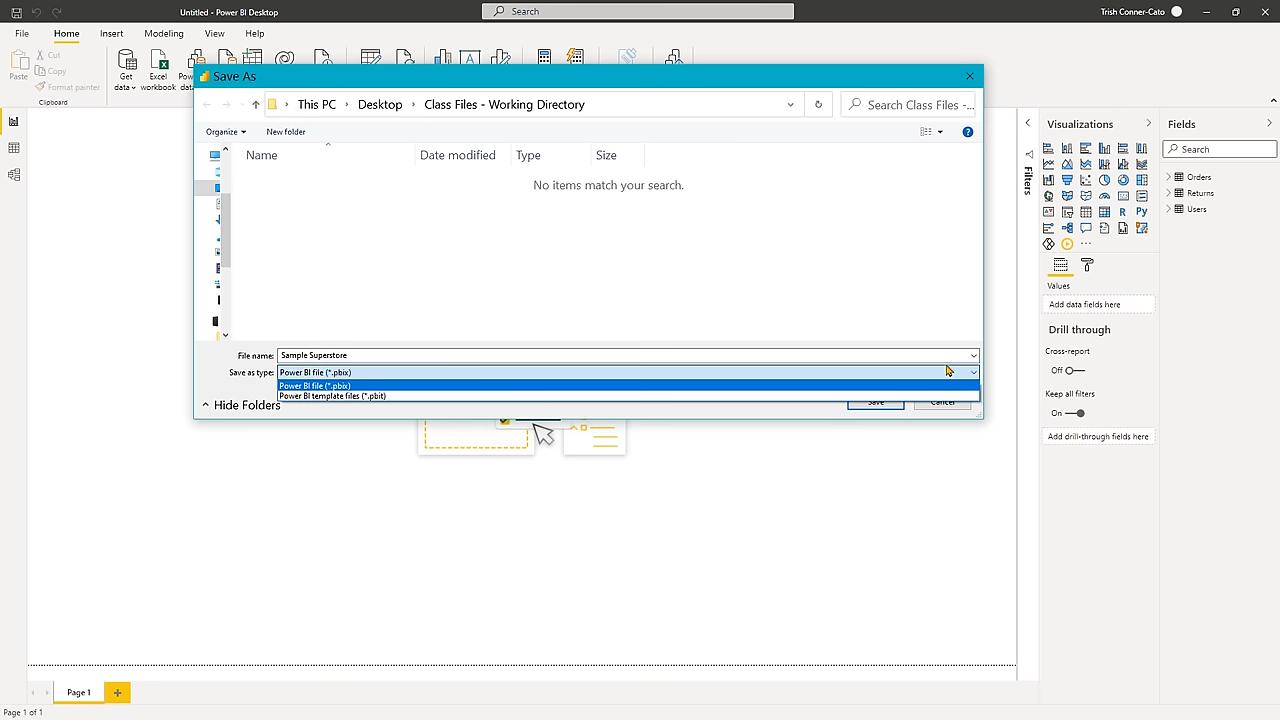 Untitled - Power BI Desktop
Search
Trish Conner-Cato
File
Home
Insert
Modeling
View
Help
Paste
Cut
Copy
Format painter
Clipboard
Get
data
Excel
workbook
Save As
This PC
Desktop
Class Files - Working Directory
Search Class Files -...
Organize
New folder
Name
Date modified
Type
Size
No items match your search.
File name:
Sample Superstore
Save as type:
Power BI file (*.pbix)
Power BI file (*.pbix)
Power BI template files (*.pbit)
Hide Folders
Save
Cancel
Filters
Visualizations
R
Py
Values
Add data fields here
Drill through
Cross-report
Off
Keep all filters
On
Add drill-through fields here
Fields
Search
Orders
Returns
Users
Page 1
Page 1 of 1